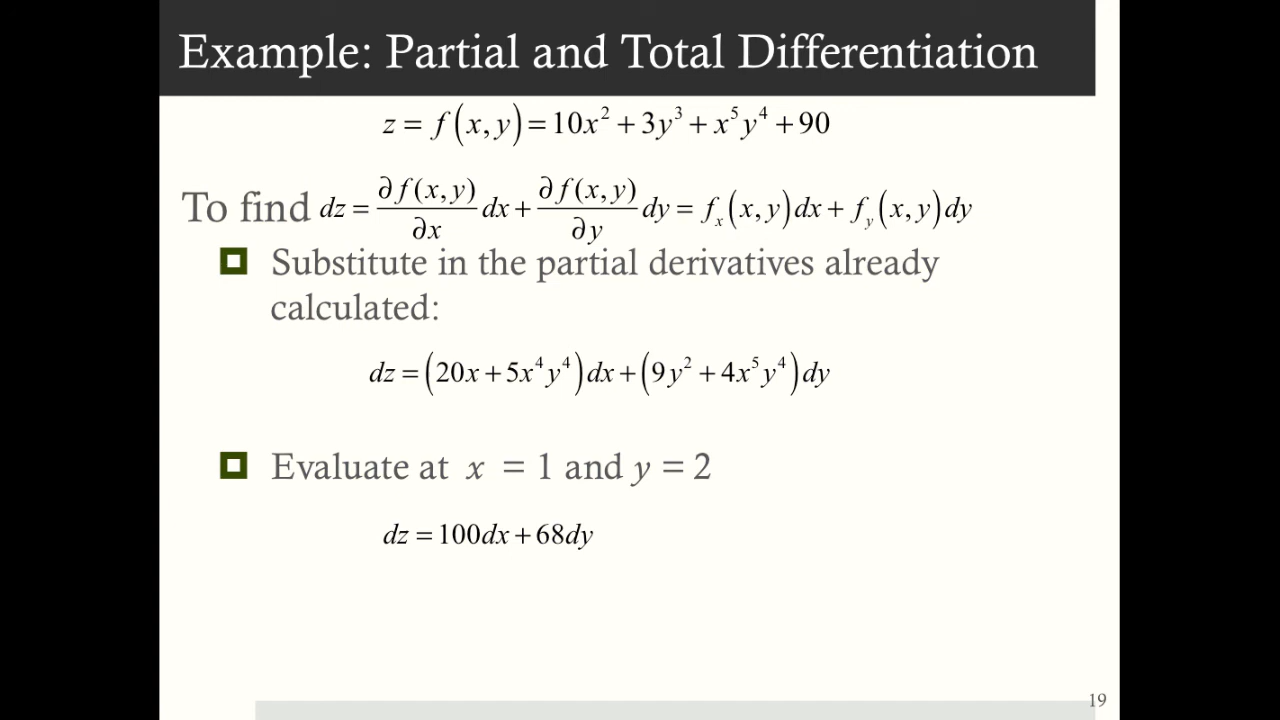 Example: Partial and Total Differentiation
z = f(x, y) = 10x² + 3y³ + x⁵y⁴ + 90
To find dz = ∂f(x,y)/∂x dx + ∂f(x,y)/∂y dy = fₓ(x, y)dx + f_y(x, y)dy
Substitute in the partial derivatives already
calculated:
dz = (20x + 5x⁴y⁴)dx + (9y² + 4x⁵y⁴)dy
Evaluate at x = 1 and y = 2
dz = 100dx + 68dy
19